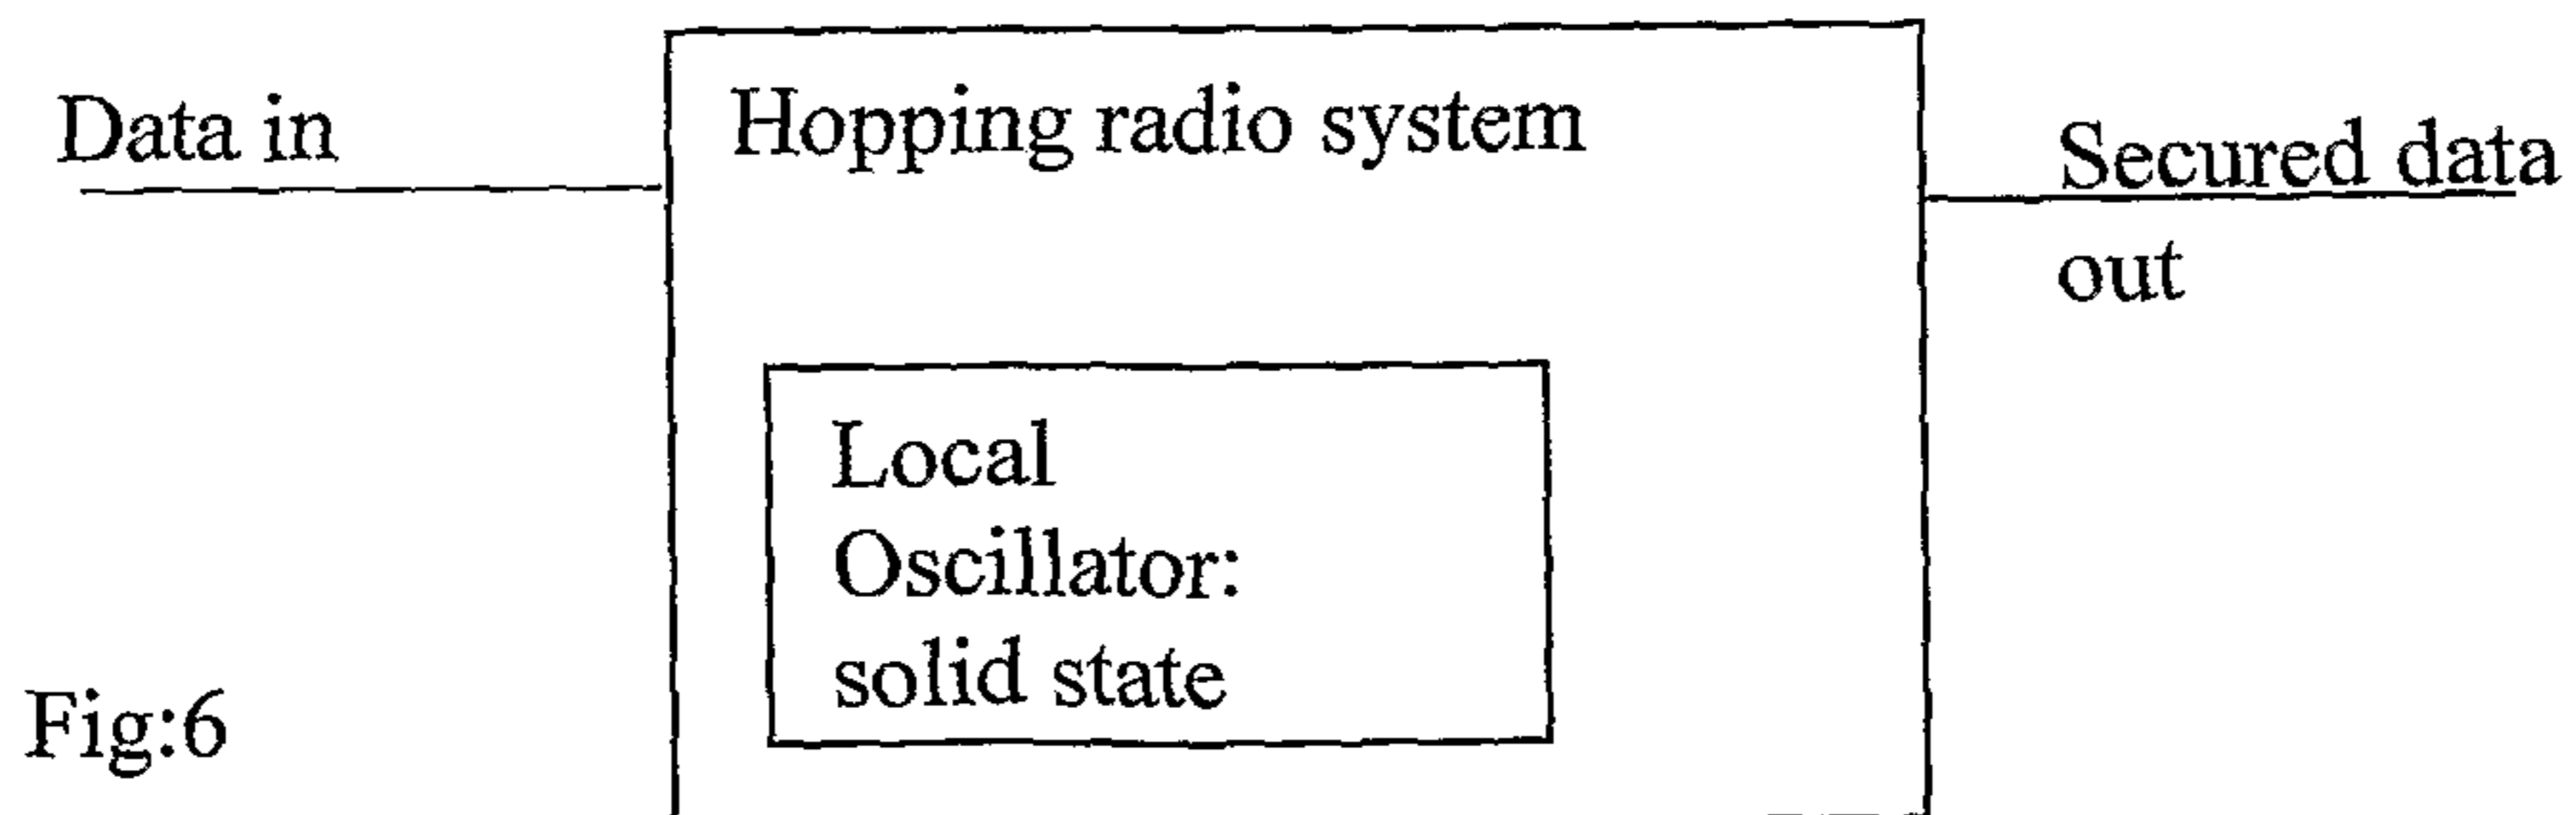 Data in
Hopping radio system
Secured data
out
Local
Oscillator:
solid state
Fig:6